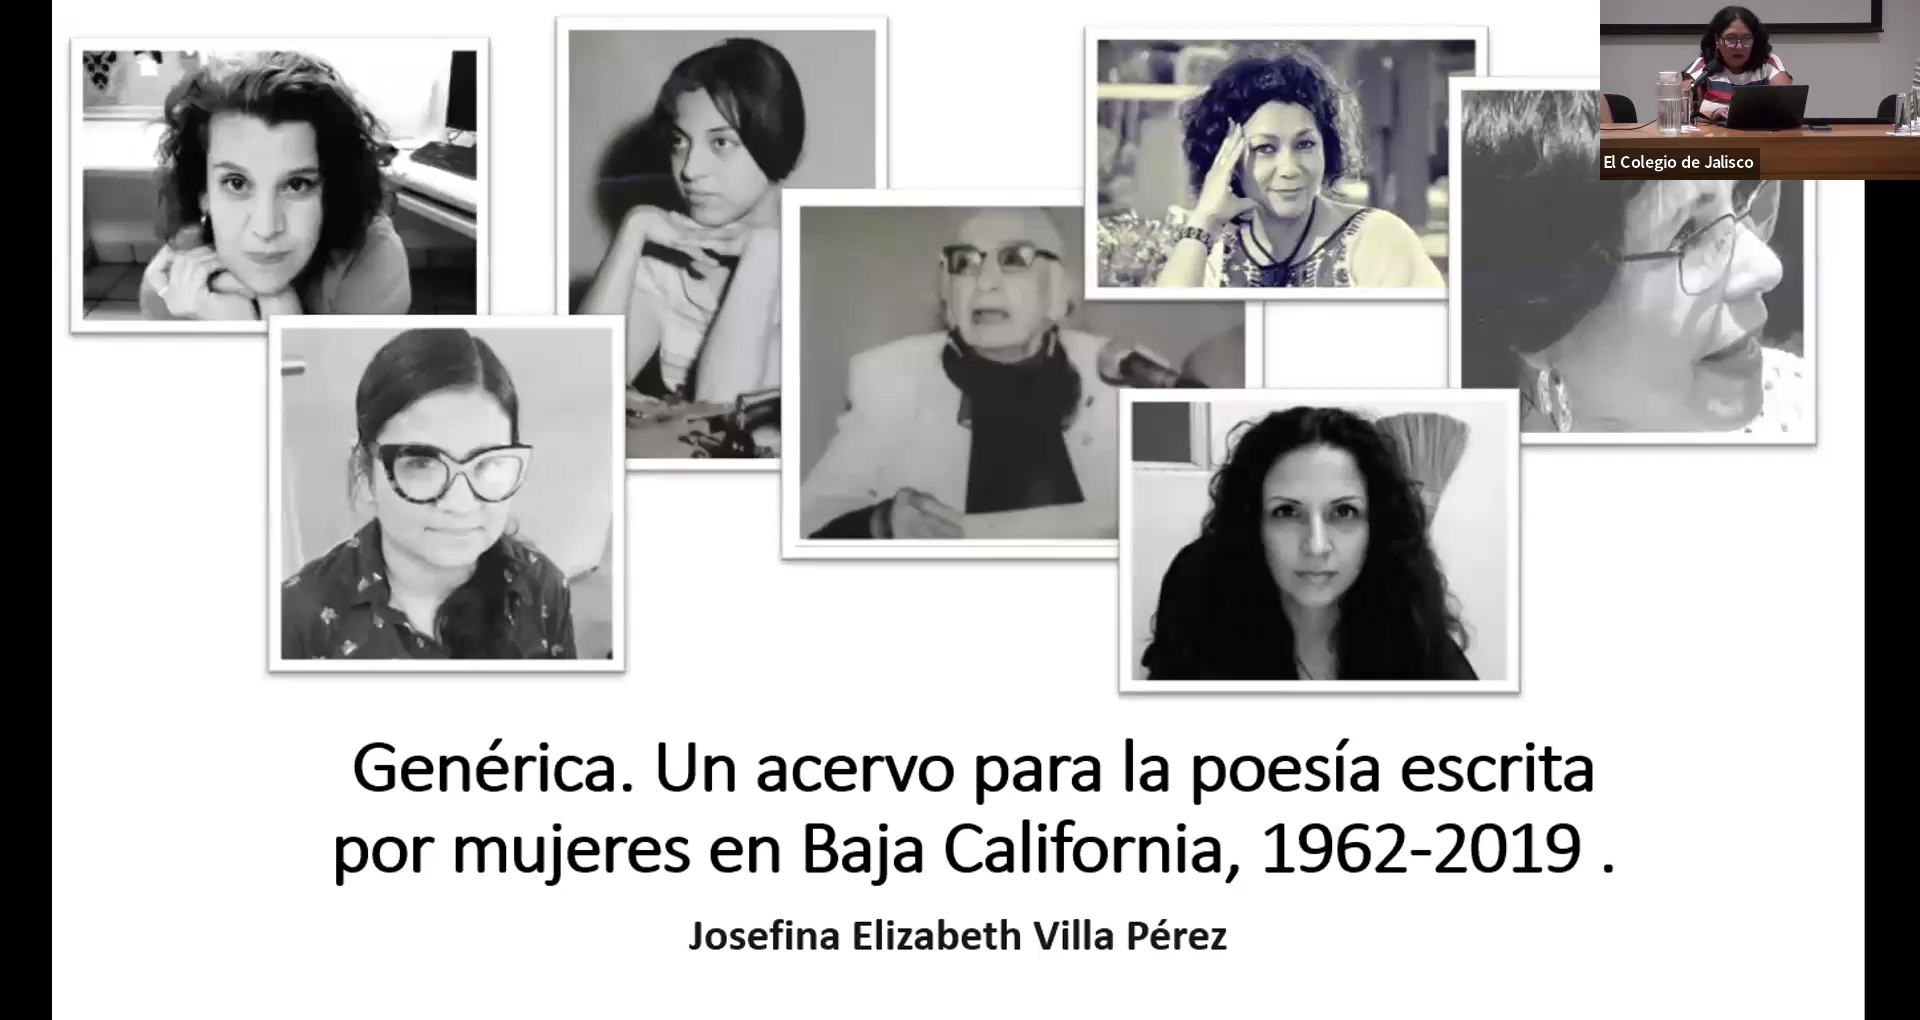 El Colegio de Jalisco
Genérica. Un acervo para la poesía escrita
por mujeres en Baja California, 1962-2019 .
Josefina Elizabeth Villa Pérez